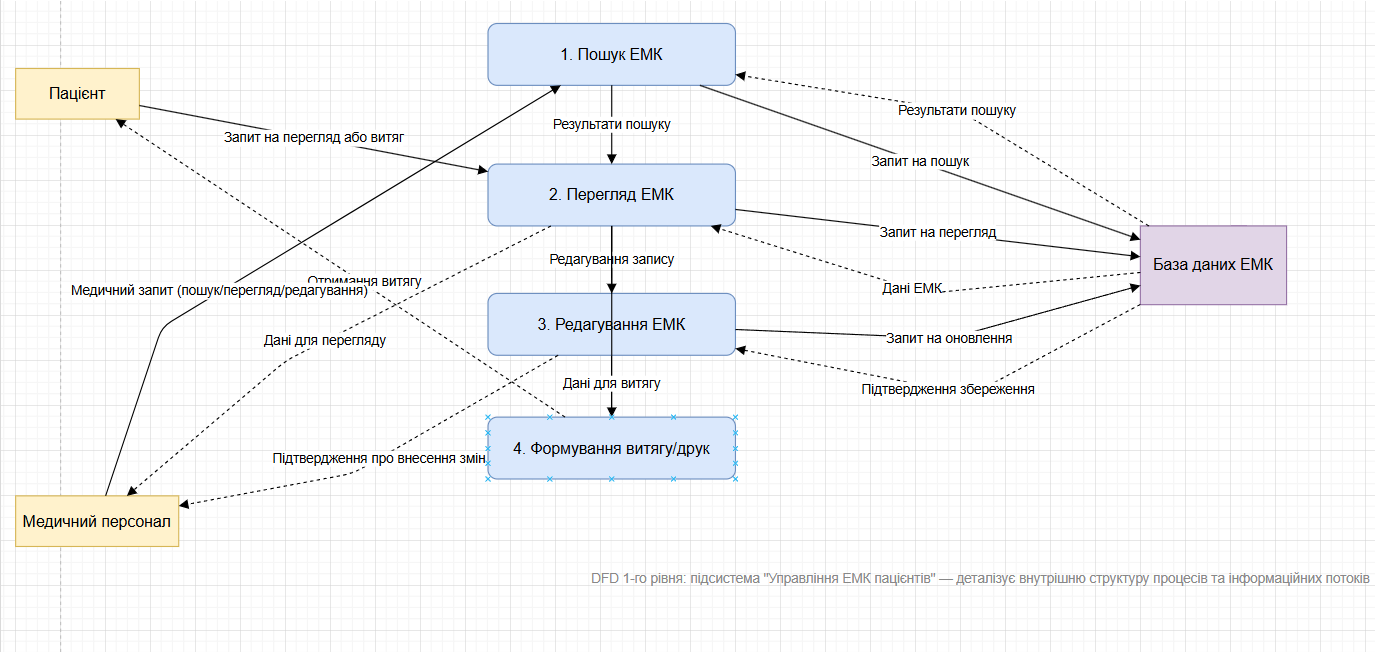 1. Пошук ЕМК
Пацієнт
Результати пошуку
Запит на перегляд або витяг
Результати пошуку
Запит на пошук
2. Перегляд ЕМК
Запит на перегляд
Редагування запису
База даних ЕМК
Отримання витягу
Медичний запит (пошук/перегляд/редагування)
Дані ЕМК
3. Редагування ЕМК
Дані для перегляду
Запит на оновлення
Дані для витягу
Підтвердження збереження
4. Формування витягу/друк
Підтвердження про внесення змін
Медичний персонал
DFD 1-го рівня: підсистема "Управління ЕМК пацієнтів" — деталізує внутрішню структуру процесів та інформаційних потоків